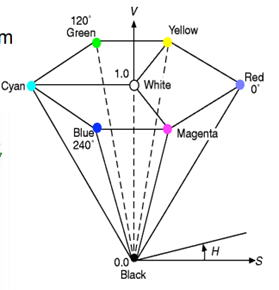 V
120°
Green
Yellow
m
1.0
Cyan
White
Red
0°
Blue
240°
Magenta
H
0.0
S
Black